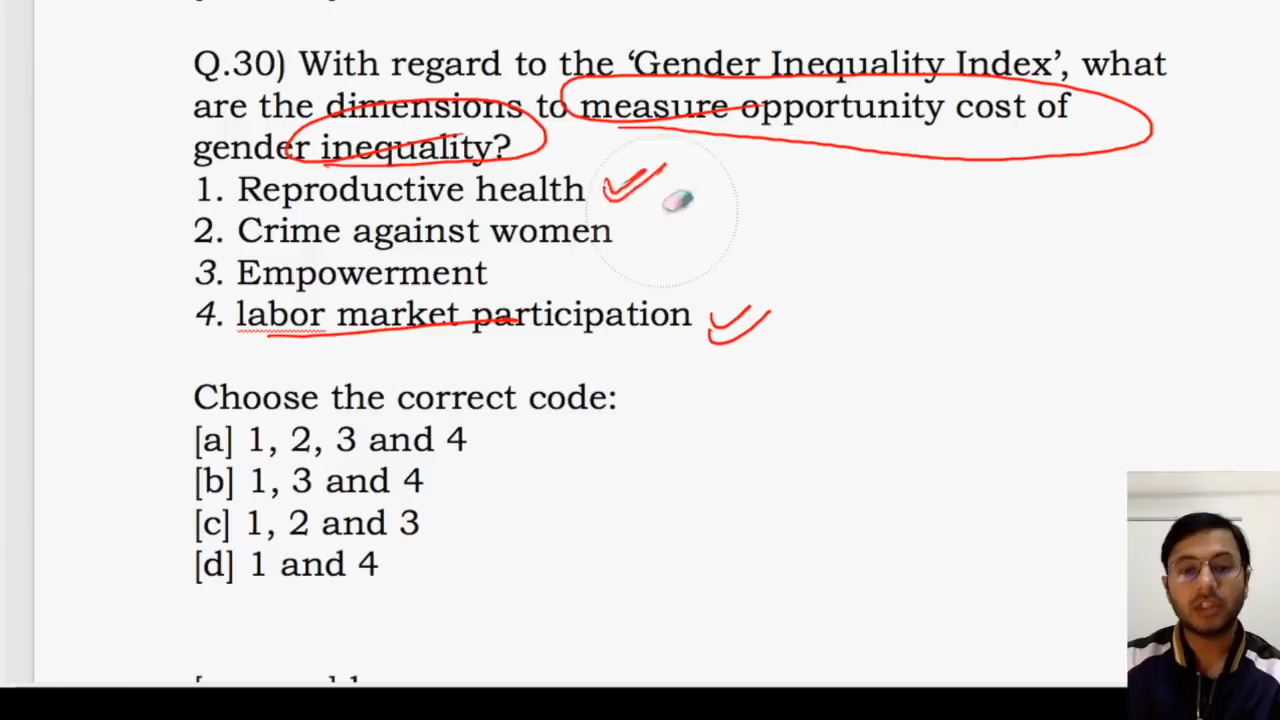 Q.30) With regard to the ‘Gender Inequality Index’, what
are the dimensions to measure opportunity cost of
gender inequality?
1. Reproductive health
2. Crime against women
3. Empowerment
4. labor market participation
Choose the correct code:
[a] 1, 2, 3 and 4
[b] 1, 3 and 4
[c] 1, 2 and 3
[d] 1 and 4